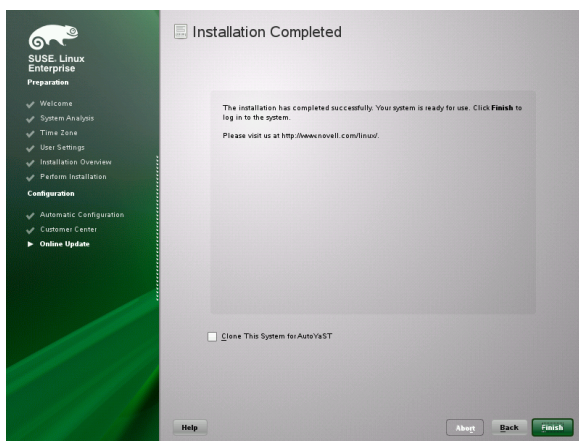 SUSE. Linux
Enterprise
Preparation
Welcome
System Analysis
Time Zone
User Settings
Installation Overview
Perform Installation
Configuration
Automatic Configuration
Customer Center
Online Update
Installation Completed
The installation has completed successfully. Your system is ready for use. Click Finish to
log in to the system.
Please visit us at http://www.novell.com/linux/.
Clone This System for AutoYaST
Help
Abort
Back
Finish